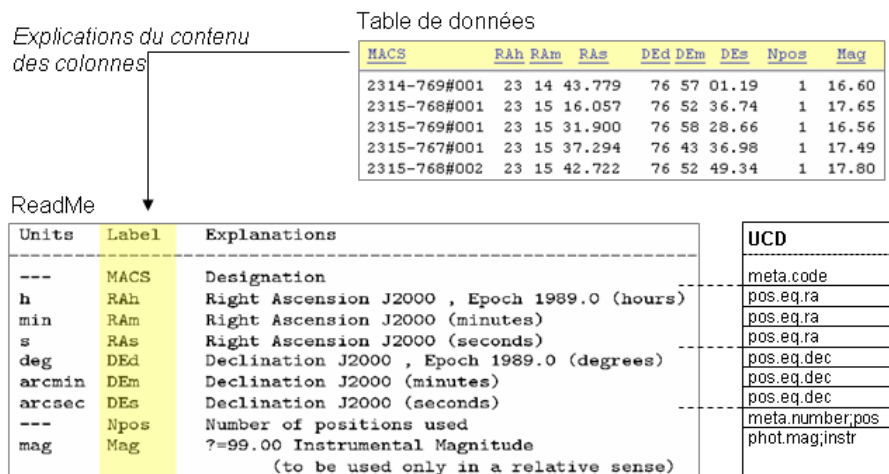 Explications du contenu
des colonnes
Table de données
MACS RAh RAm RAs DEd DEm DEs Npos Mag
2314-769#001 23 14 43.779 76 57 01.19 1 16.60
2315-768#001 23 15 16.057 76 52 36.74 1 17.65
2315-769#001 23 15 31.900 76 58 28.66 1 16.56
2315-767#001 23 15 37.294 76 43 36.98 1 17.49
2315-768#002 23 15 42.722 76 52 49.34 1 17.80
ReadMe
Units Label Explanations
--- MACS Designation
h RAh Right Ascension J2000 , Epoch 1989.0 (hours)
min RAm Right Ascension J2000 (minutes)
s RAs Right Ascension J2000 (seconds)
deg DEd Declination J2000 , Epoch 1989.0 (degrees)
arcmin DEm Declination J2000 (minutes)
arcsec DEs Declination J2000 (seconds)
--- Npos Number of positions used
mag Mag ?=99.00 Instrumental Magnitude
(to be used only in a relative sense)
UCD
meta.code
pos.eq.ra
pos.eq.ra
pos.eq.ra
pos.eq.dec
pos.eq.dec
pos.eq.dec
meta.number;pos
phot.mag;instr